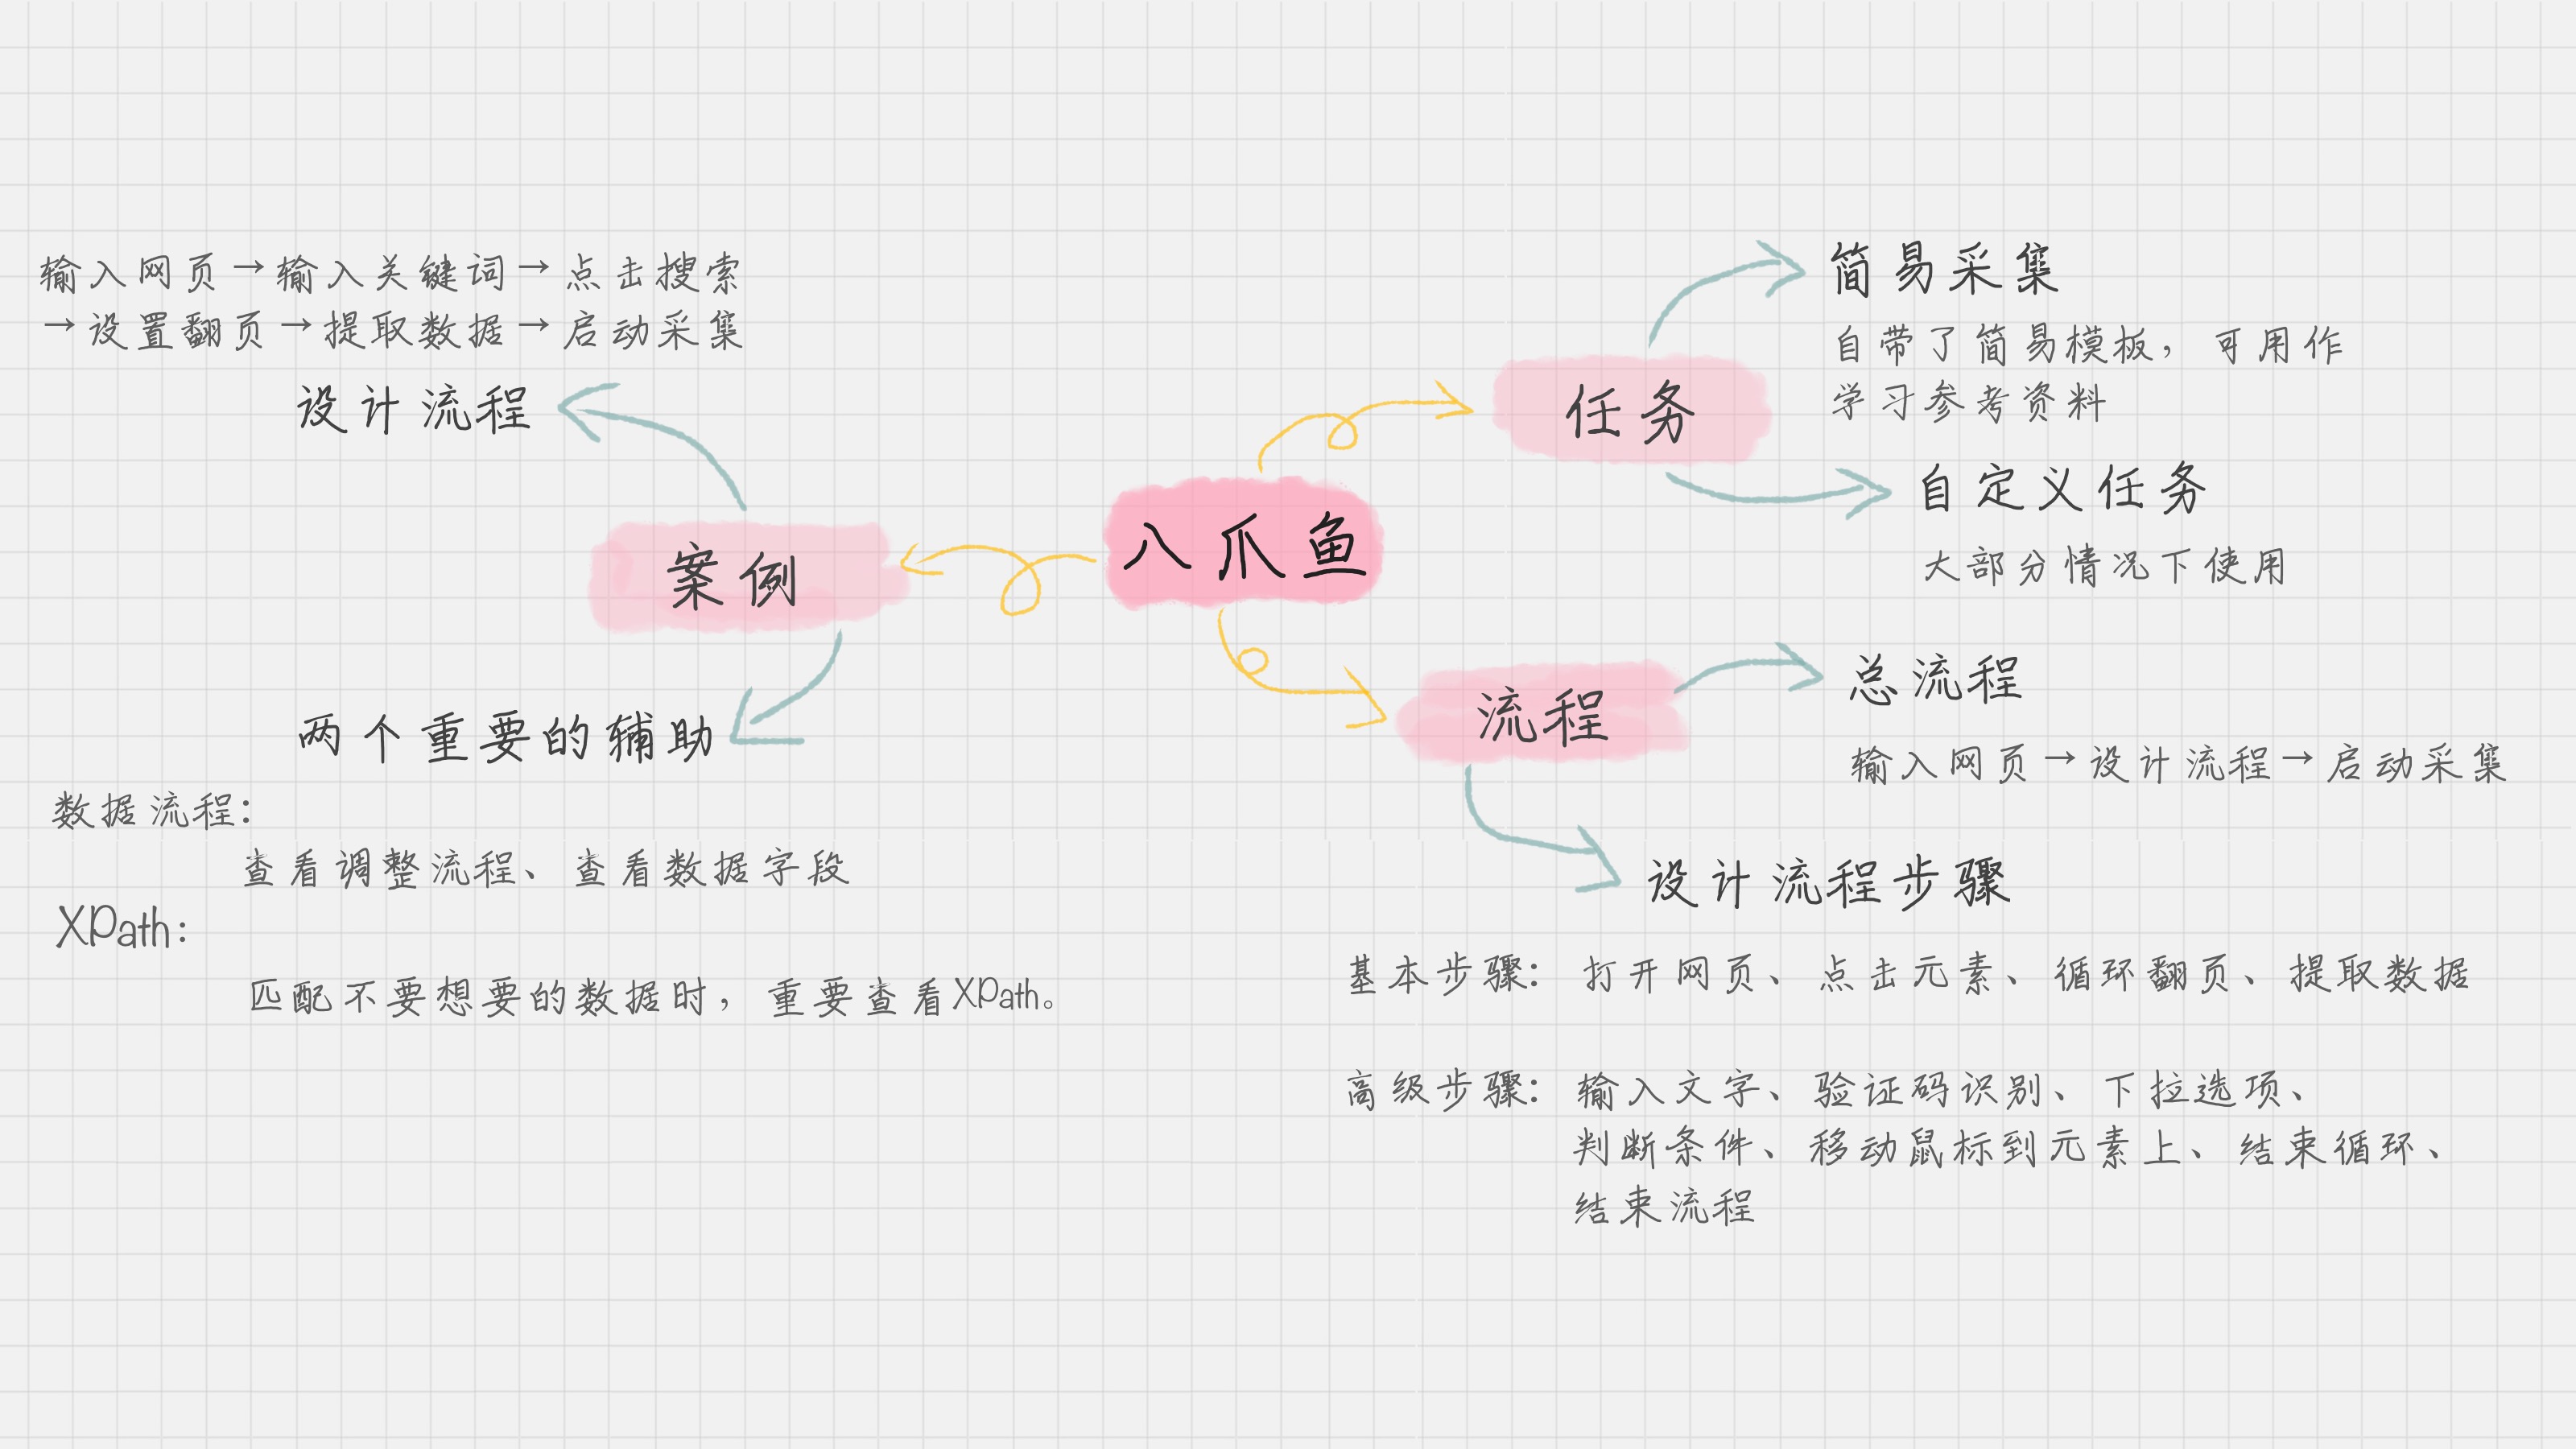 八爪鱼
任务
简易采集
自带了简易模板，可用作
学习参考资料
自定义任务
大部分情况下使用
流程
总流程
输入网页→设计流程→启动采集
设计流程步骤
基本步骤：打开网页、点击元素、循环翻页、提取数据
高级步骤：输入文字、验证码识别、下拉选项、
判断条件、移动鼠标到元素上、结束循环、
结束流程
案例
输入网页→输入关键词→点击搜索
→设置翻页→提取数据→启动采集
设计流程
两个重要的辅助
数据流程：
查看调整流程、查看数据字段
XPath：
匹配不要想要的数据时，重要查看XPath。